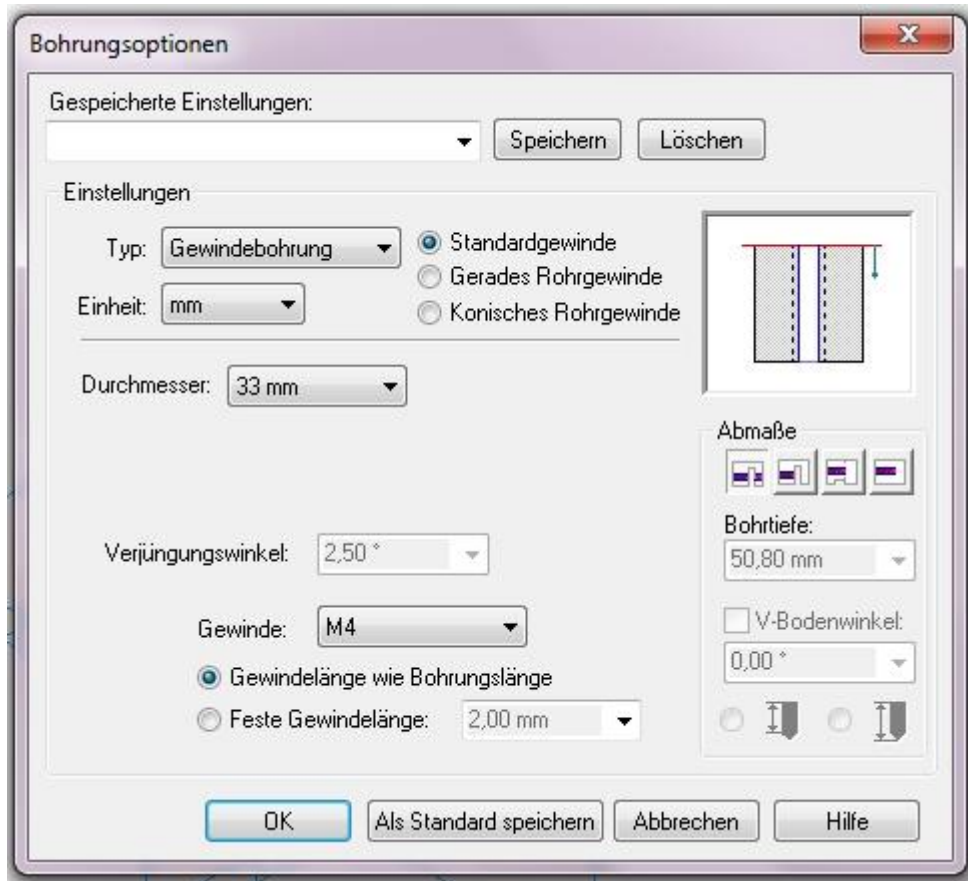 Bohrungsoptionen
Gespeicherte Einstellungen:
Speichern
Löschen
Einstellungen
Typ: Gewindebohrung
Standardgewinde
Gerades Rohrgewinde
Einheit: mm
Konisches Rohrgewinde
Durchmesser: 33 mm
Abmaße
Bohrtiefe:
50,80 mm
Verjüngungswinkel: 2,50 °
Gewinde: M4
V-Bodenwinkel:
0,00 °
Gewindelänge wie Bohrungslänge
Feste Gewindelänge: 2,00 mm
OK
Als Standard speichern
Abbrechen
Hilfe